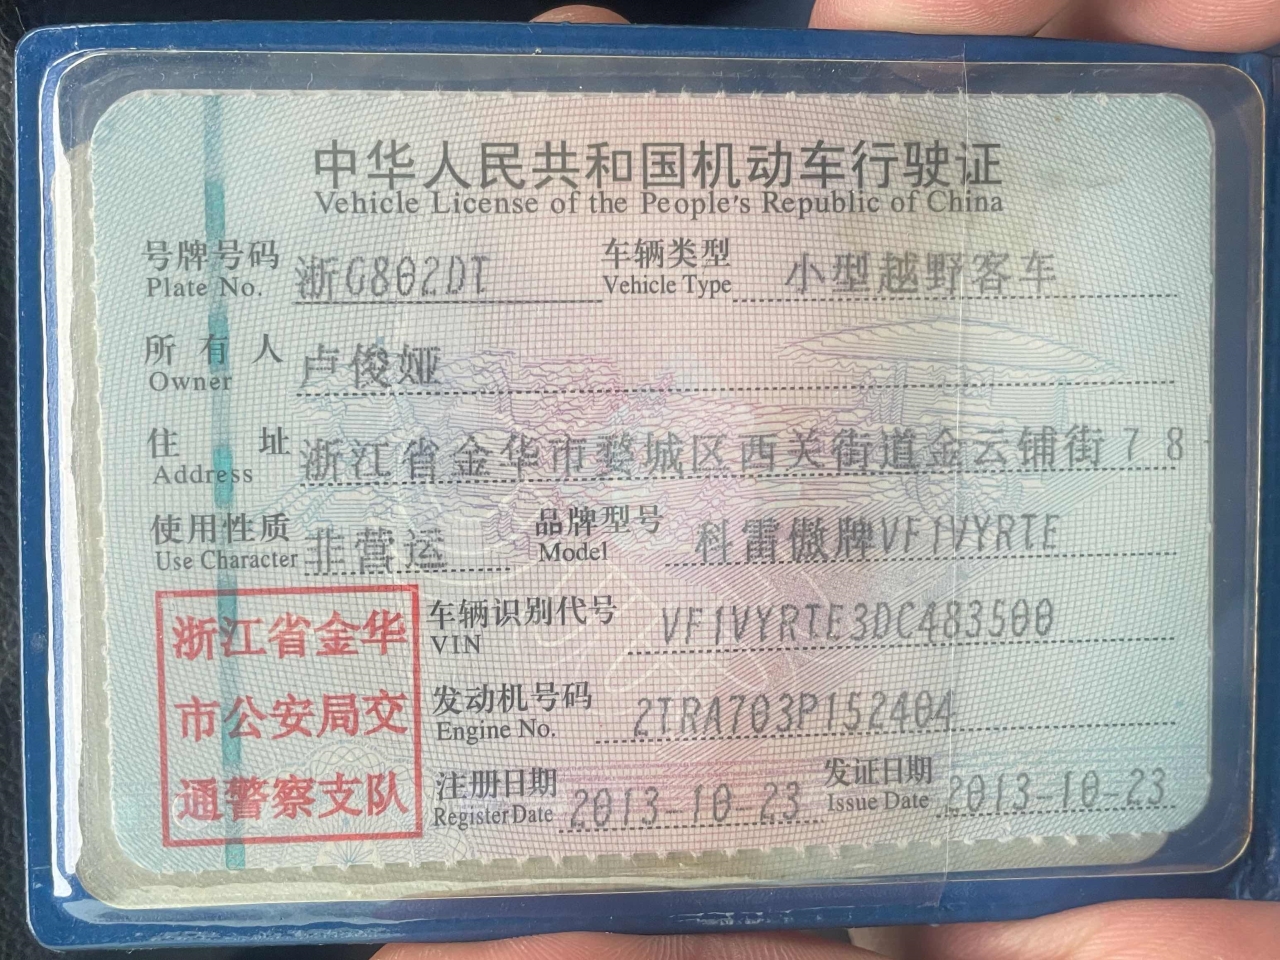 中华人民共和国机动车行驶证
Vehicle License of the People's Republic of China
号牌号码 浙G802DT 车辆类型 小型越野客车
Plate No. Vehicle Type
所有人 卢俊娅
Owner
住址 浙江省金华市婺城区西关街道金云铺街78
Address
使用性质 非营运 品牌型号 科雷傲牌VF1VYRTE
Use Character Model
车辆识别代号 VF1VYRTE3DC483500
VIN
发动机号码 2TRA703P152404
Engine No.
注册日期 2013-10-23 发证日期 2013-10-23
Register Date Issue Date
浙江省金华
市公安局交
通警察支队